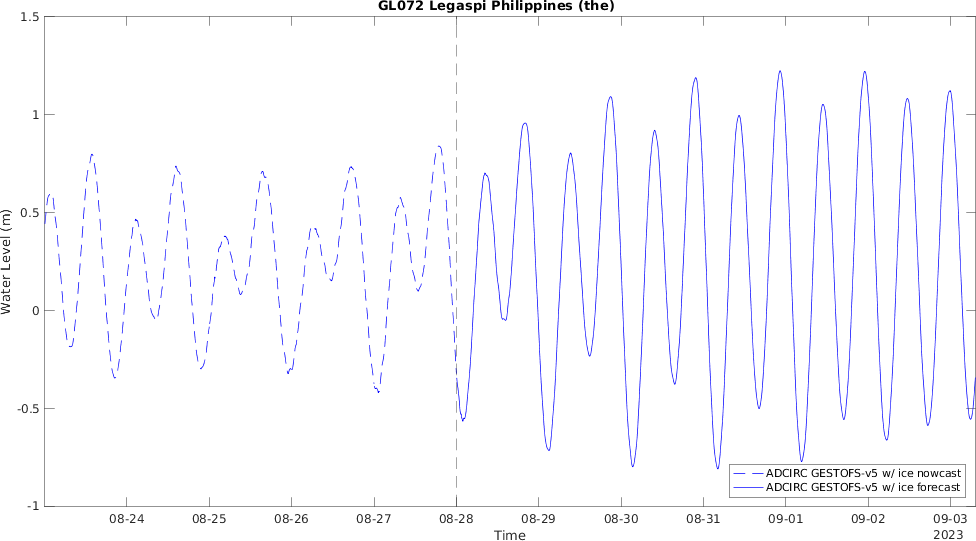 GL072 Legaspi Philippines (the)
Water Level (m)
1.5
1
0.5
0
-0.5
-1
ADCIRC GESTOFS-v5 w/ ice nowcast
ADCIRC GESTOFS-v5 w/ ice forecast
08-24 08-25 08-26 08-27 08-28 08-29 08-30 08-31 09-01 09-02 09-03
Time 2023